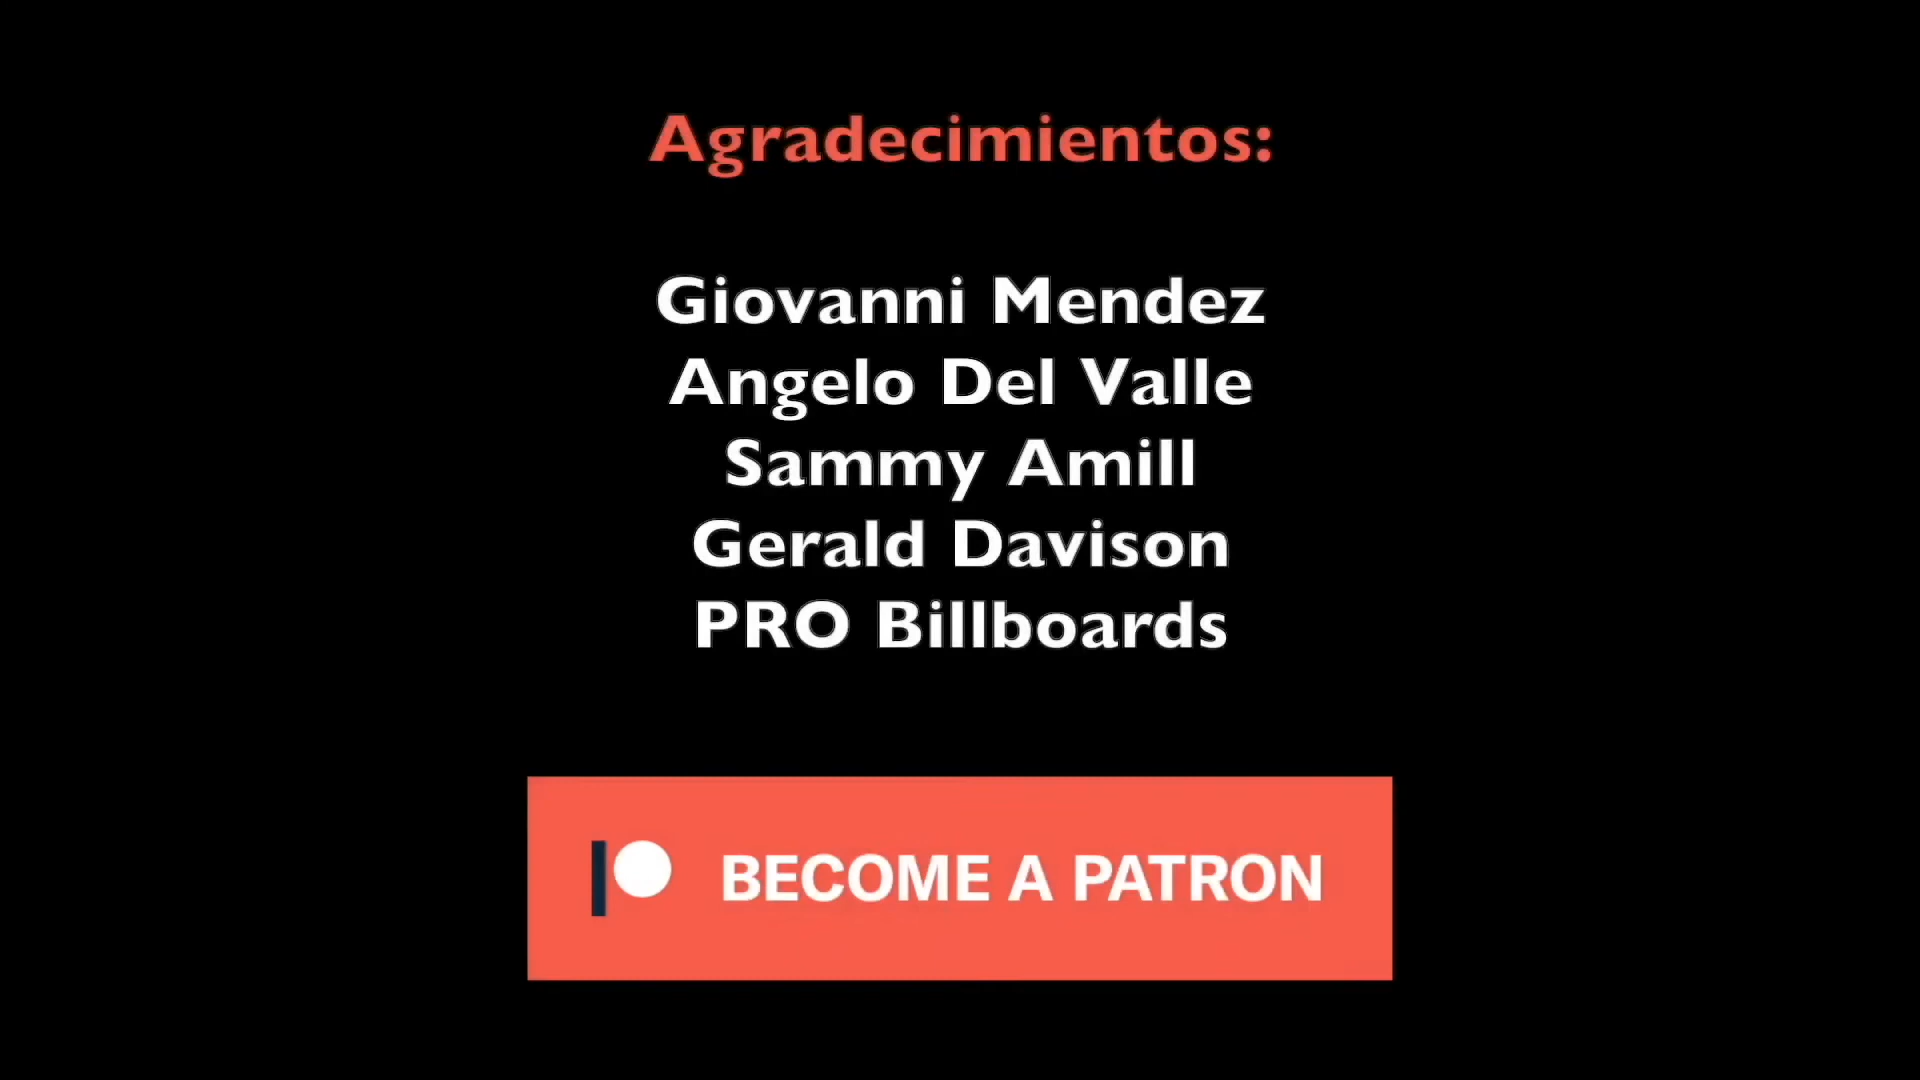 Agradecimientos:
Giovanni Mendez
Angelo Del Valle
Sammy Amill
Gerald Davison
PRO Billboards
BECOME A PATRON